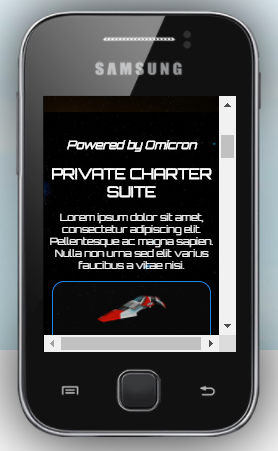 SAMSUNG
Powered by Omicron
PRIVATE CHARTER
SUITE
Lorem ipsum dolor sit amet,
consectetur adipiscing elit.
Pellentesque ac magna sapien.
Nulla non urna sed elit varius
faucibus a vitae nisi.